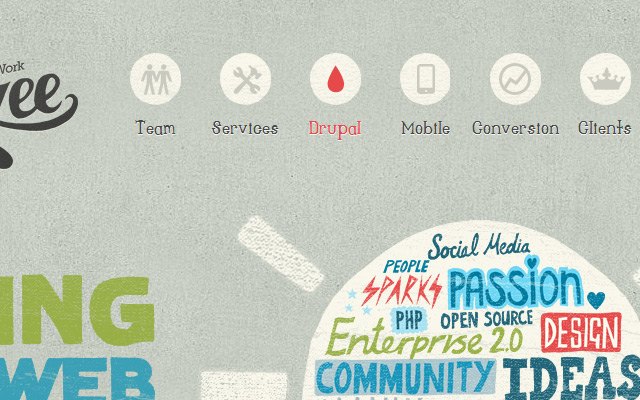 Work
Team Services Drupal Mobile Conversion Clients
Social Media
PEOPLE
SPARKS PASSION
PHP OPEN SOURCE
Enterprise 2.0 DESIGN
ING
COMMUNITY IDEAS
WEB